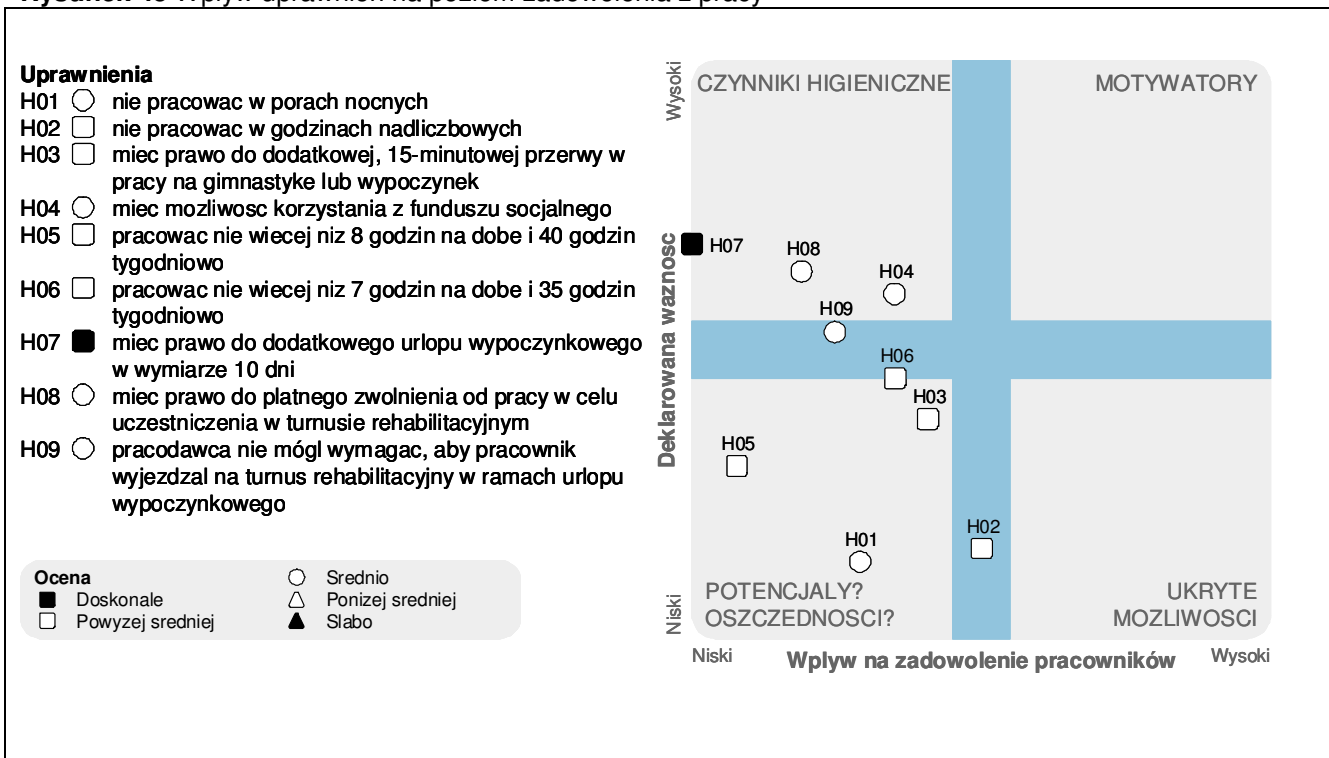 Uprawnienia
H01 nie pracowac w porach nocnych
H02 nie pracowac w godzinach nadliczbowych
H03 miec prawo do dodatkowej, 15-minutowej przerwy w
pracy na gimnastyke lub wypoczynek
H04 miec mozliwosc korzystania z funduszu socjalnego
H05 pracowac nie wiecej niz 8 godzin na dobe i 40 godzin
tygodniowo
H06 pracowac nie wiecej niz 7 godzin na dobe i 35 godzin
tygodniowo
H07 miec prawo do dodatkowego urlopu wypoczynkowego
w wymiarze 10 dni
H08 miec prawo do platnego zwolnienia od pracy w celu
uczestniczenia w turnusie rehabilitacyjnym
H09 pracodawca nie mógl wymagac, aby pracownik
wyjezdzal na turnus rehabilitacyjny w ramach urlopu
wypoczynkowego
Ocena
Doskonale
Powyzej sredniej
Srednio
Ponizej sredniej
Slabo
Wysoki
Deklarowana waznosc
Niski
CZYNNIKI HIGIENICZNE
MOTYWATORY
H07
H08
H04
H09
H06
H03
H05
H02
H01
POTENCJALY?
OSZCZEDNOSCI?
UKRYTE
MOZLIWOSCI
Niski
Wplyw na zadowolenie pracowników
Wysoki